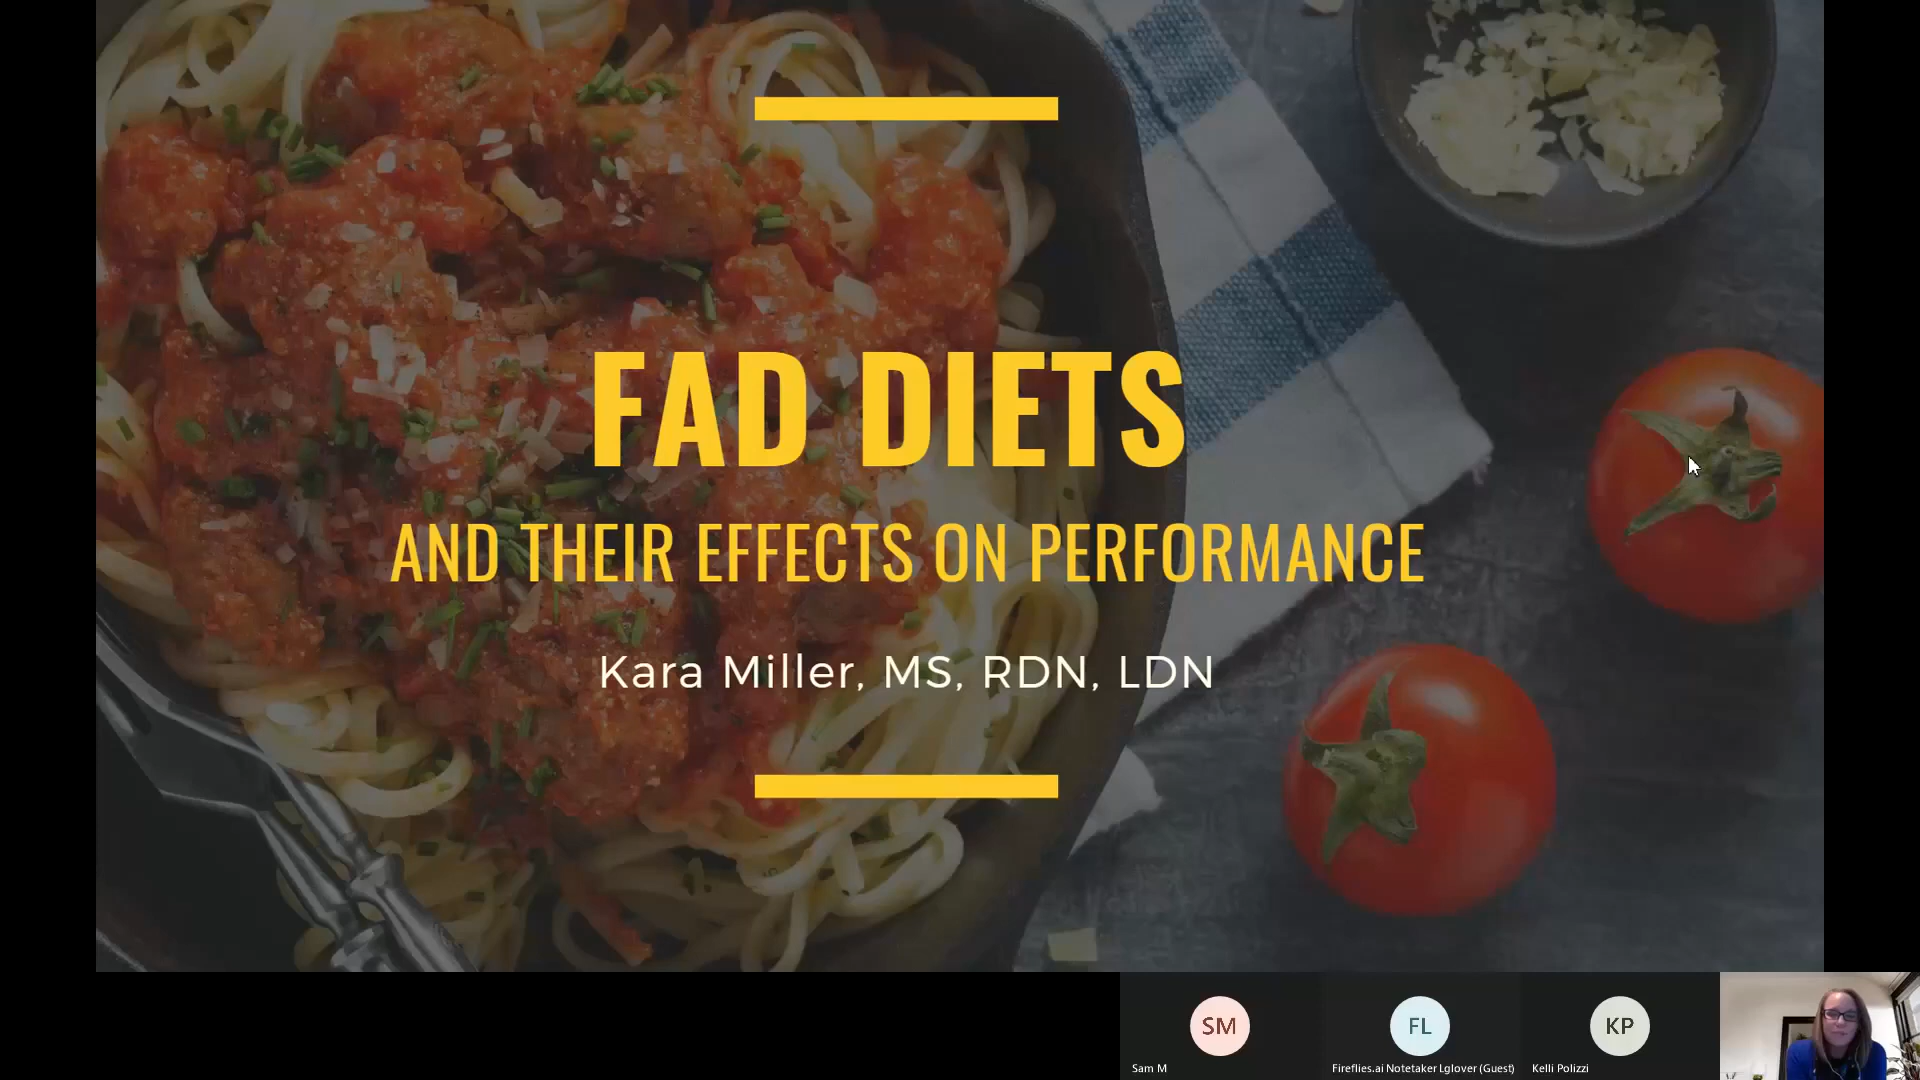 FAD DIETS
AND THEIR EFFECTS ON PERFORMANCE
Kara Miller, MS, RDN, LDN
SM
FL
KP
Sam M
Fireflies.ai Notetaker Lglover (Guest)
Kelli Polizzi